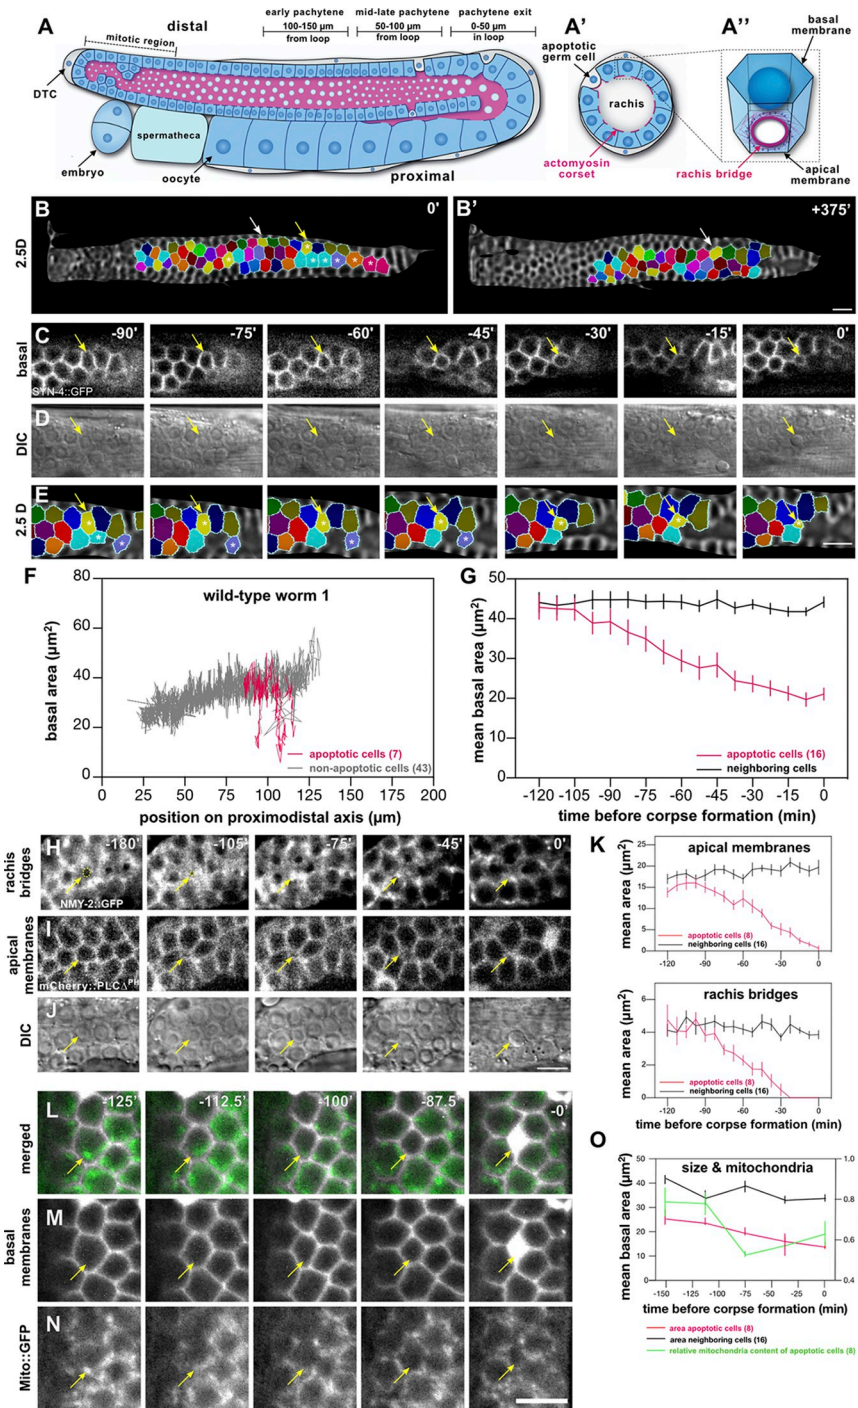 A
distal
early pachytene
mid-late pachytene
pachytene exit
100-150 µm
50-100 µm
0-50 µm
from loop
from loop
in loop
mitotic region
DTC
spermatheca
embryo
oocyte
proximal
A'
apoptotic
germ cell
rachis
actomyosin
corset
A''
basal
membrane
rachis bridge
apical
membrane
2.5D
B
0'
B'
+375'
basal
C
-90'
-75'
-60'
-45'
-30'
-15'
0'
SYN-4::GFP
DIC
D
2.5 D
E
F
wild-type worm 1
basal area (µm²)
80
60
40
20
0
apoptotic cells (7)
non-apoptotic cells (43)
0 25 50 75 100 125 150 175 200
position on proximodistal axis (µm)
G
mean basal area (µm²)
50
40
30
20
10
0
apoptotic cells (16)
neighboring cells
-120 -105 -90 -75 -60 -45 -30 -15 0
time before corpse formation (min)
rachis
bridges
H
-180'
-105'
-75'
-45'
0'
NMY-2::GFP
apical
membranes
I
mCherry::PLCΔPH
DIC
J
K
apical membranes
mean area (µm²)
25
20
15
10
5
0
apoptotic cells (8)
neighboring cells (16)
-120 -90 -60 -30 0
rachis bridges
mean area (µm²)
6
4
2
0
apoptotic cells (8)
neighboring cells (16)
-120 -90 -60 -30 0
time before corpse formation (min)
merged
L
-125'
-112.5'
-100'
-87.5'
-0'
basal
membranes
M
Mito::GFP
N
O
size & mitochondria
mean basal area (µm²)
50
40
30
20
10
0
1.0
0.8
0.6
0.4
-150 -125 -100 -75 -50 -25 0
time before corpse formation (min)
area apoptotic cells (8)
area neighboring cells (16)
relative mitochondria content of apoptotic cells (8)